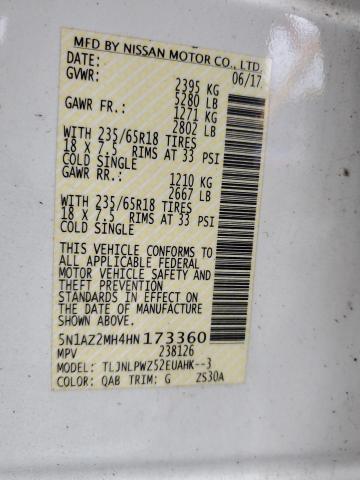 MFD BY NISSAN MOTOR CO., LTD.
DATE: 06/17
GVWR: 2395 KG
5280 LB
GAWR FR.: 1271 KG
2802 LB
WITH 235/65R18 TIRES
18 X 7.5 RIMS AT 33 PSI
COLD SINGLE
GAWR RR.: 1210 KG
2667 LB
WITH 235/65R18 TIRES
18 X 7.5 RIMS AT 33 PSI
COLD SINGLE
THIS VEHICLE CONFORMS TO
ALL APPLICABLE FEDERAL
MOTOR VEHICLE SAFETY AND
THEFT PREVENTION
STANDARDS IN EFFECT ON
THE DATE OF MANUFACTURE
SHOWN ABOVE.
5N1AZ2MH4HN173360
MPV 238126
MODEL: TLJNLPWZ52EUAHK--3
COLOR: QAB TRIM: G ZS30A